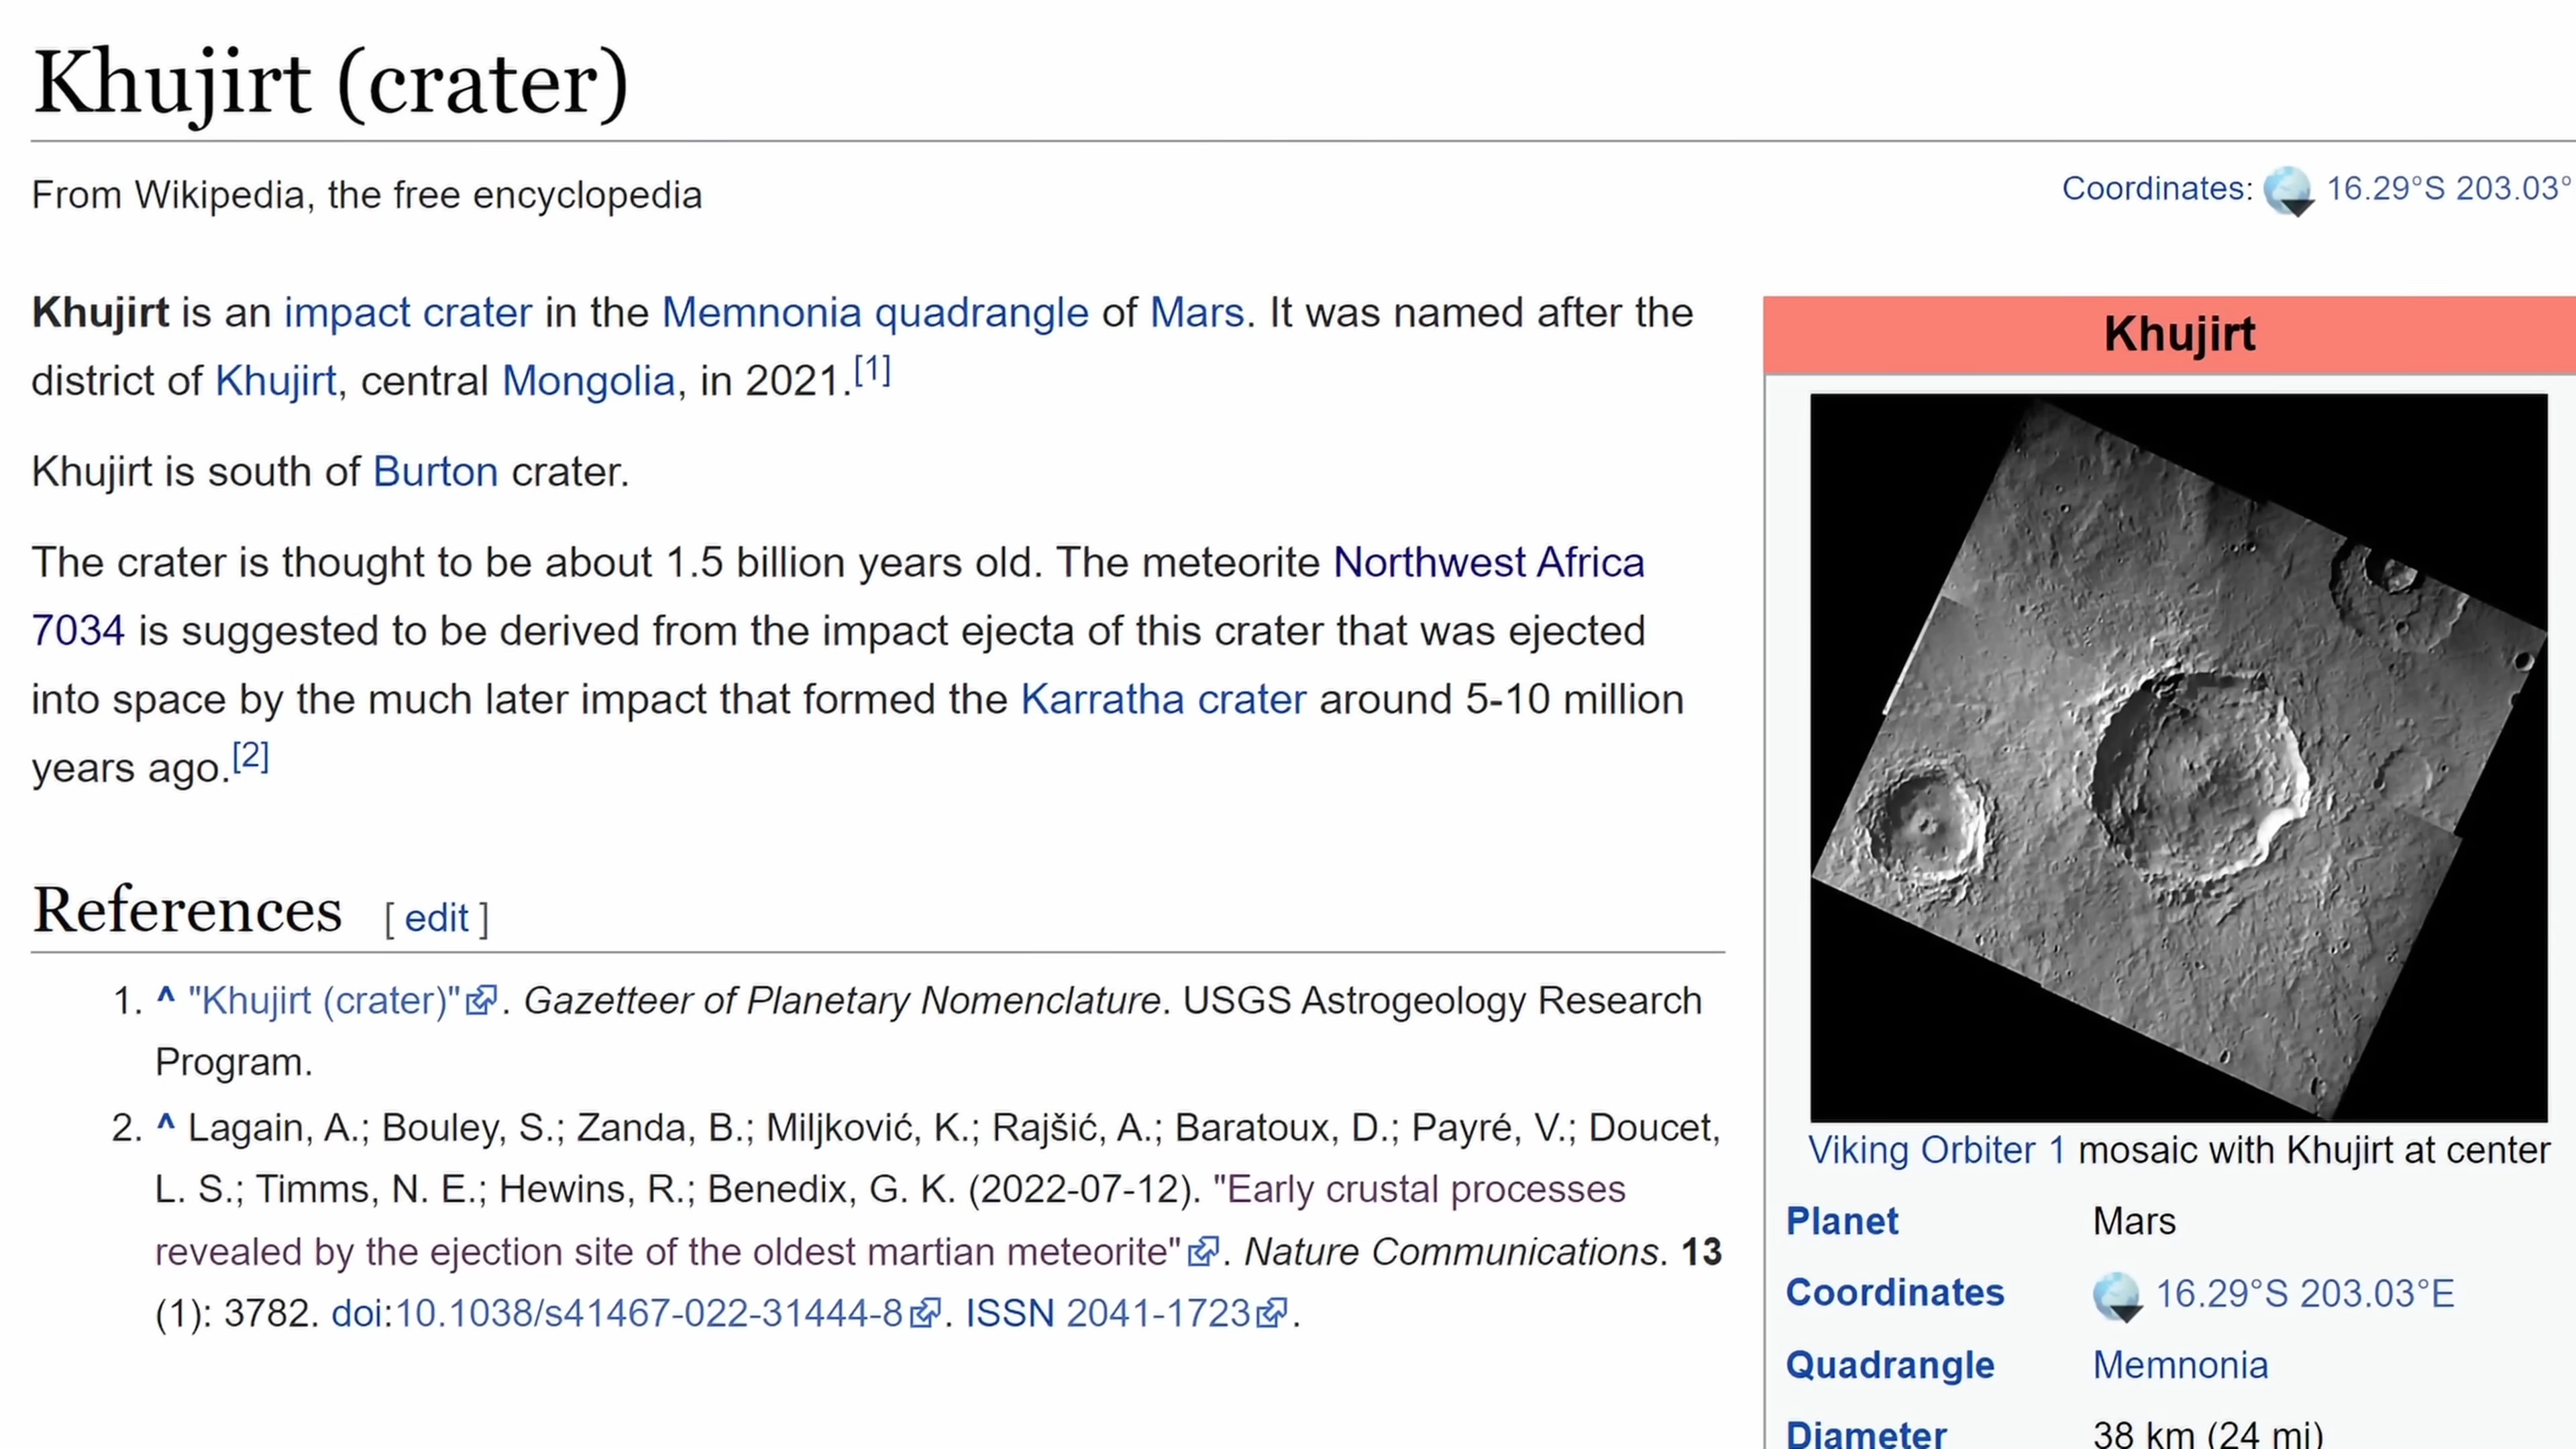 Khujirt (crater)
From Wikipedia, the free encyclopedia
Coordinates: 16.29°S 203.03°
Khujirt is an impact crater in the Memnonia quadrangle of Mars. It was named after the
district of Khujirt, central Mongolia, in 2021.[1]
Khujirt is south of Burton crater.
The crater is thought to be about 1.5 billion years old. The meteorite Northwest Africa
7034 is suggested to be derived from the impact ejecta of this crater that was ejected
into space by the much later impact that formed the Karratha crater around 5-10 million
years ago.[2]
References [ edit ]
1. ^ "Khujirt (crater)". Gazetteer of Planetary Nomenclature. USGS Astrogeology Research
Program.
2. ^ Lagain, A.; Bouley, S.; Zanda, B.; Miljković, K.; Rajšić, A.; Baratoux, D.; Payré, V.; Doucet,
L. S.; Timms, N. E.; Hewins, R.; Benedix, G. K. (2022-07-12). "Early crustal processes
revealed by the ejection site of the oldest martian meteorite". Nature Communications. 13
(1): 3782. doi:10.1038/s41467-022-31444-8. ISSN 2041-1723.
Khujirt
Viking Orbiter 1 mosaic with Khujirt at center
Planet Mars
Coordinates 16.29°S 203.03°E
Quadrangle Memnonia
Diameter 38 km (24 mi)